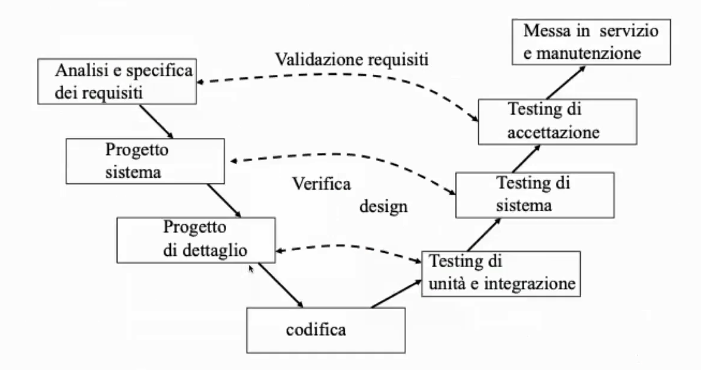 Messa in servizio
e manutenzione
Validazione requisiti
Analisi e specifica
dei requisiti
Testing di
accettazione
Progetto
sistema
Verifica
design
Testing di
sistema
Progetto
di dettaglio
Testing di
unità e integrazione
codifica